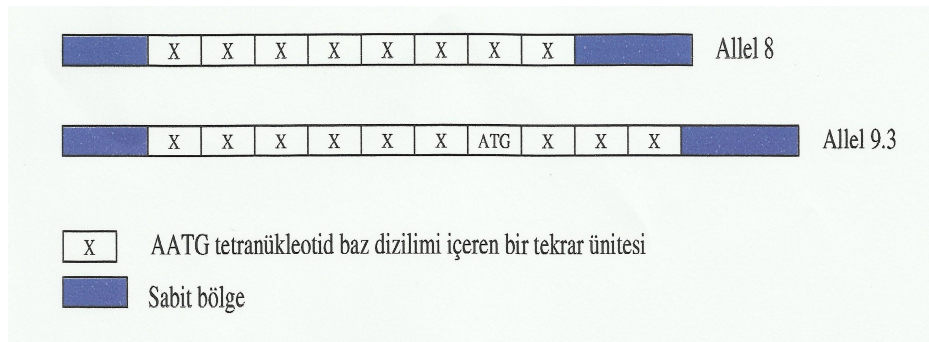 X X X X X X X X Allel 8
X X X X X X ATG X X X Allel 9.3
X AATG tetranükleotid baz dizilimi içeren bir tekrar ünitesi
Sabit bölge